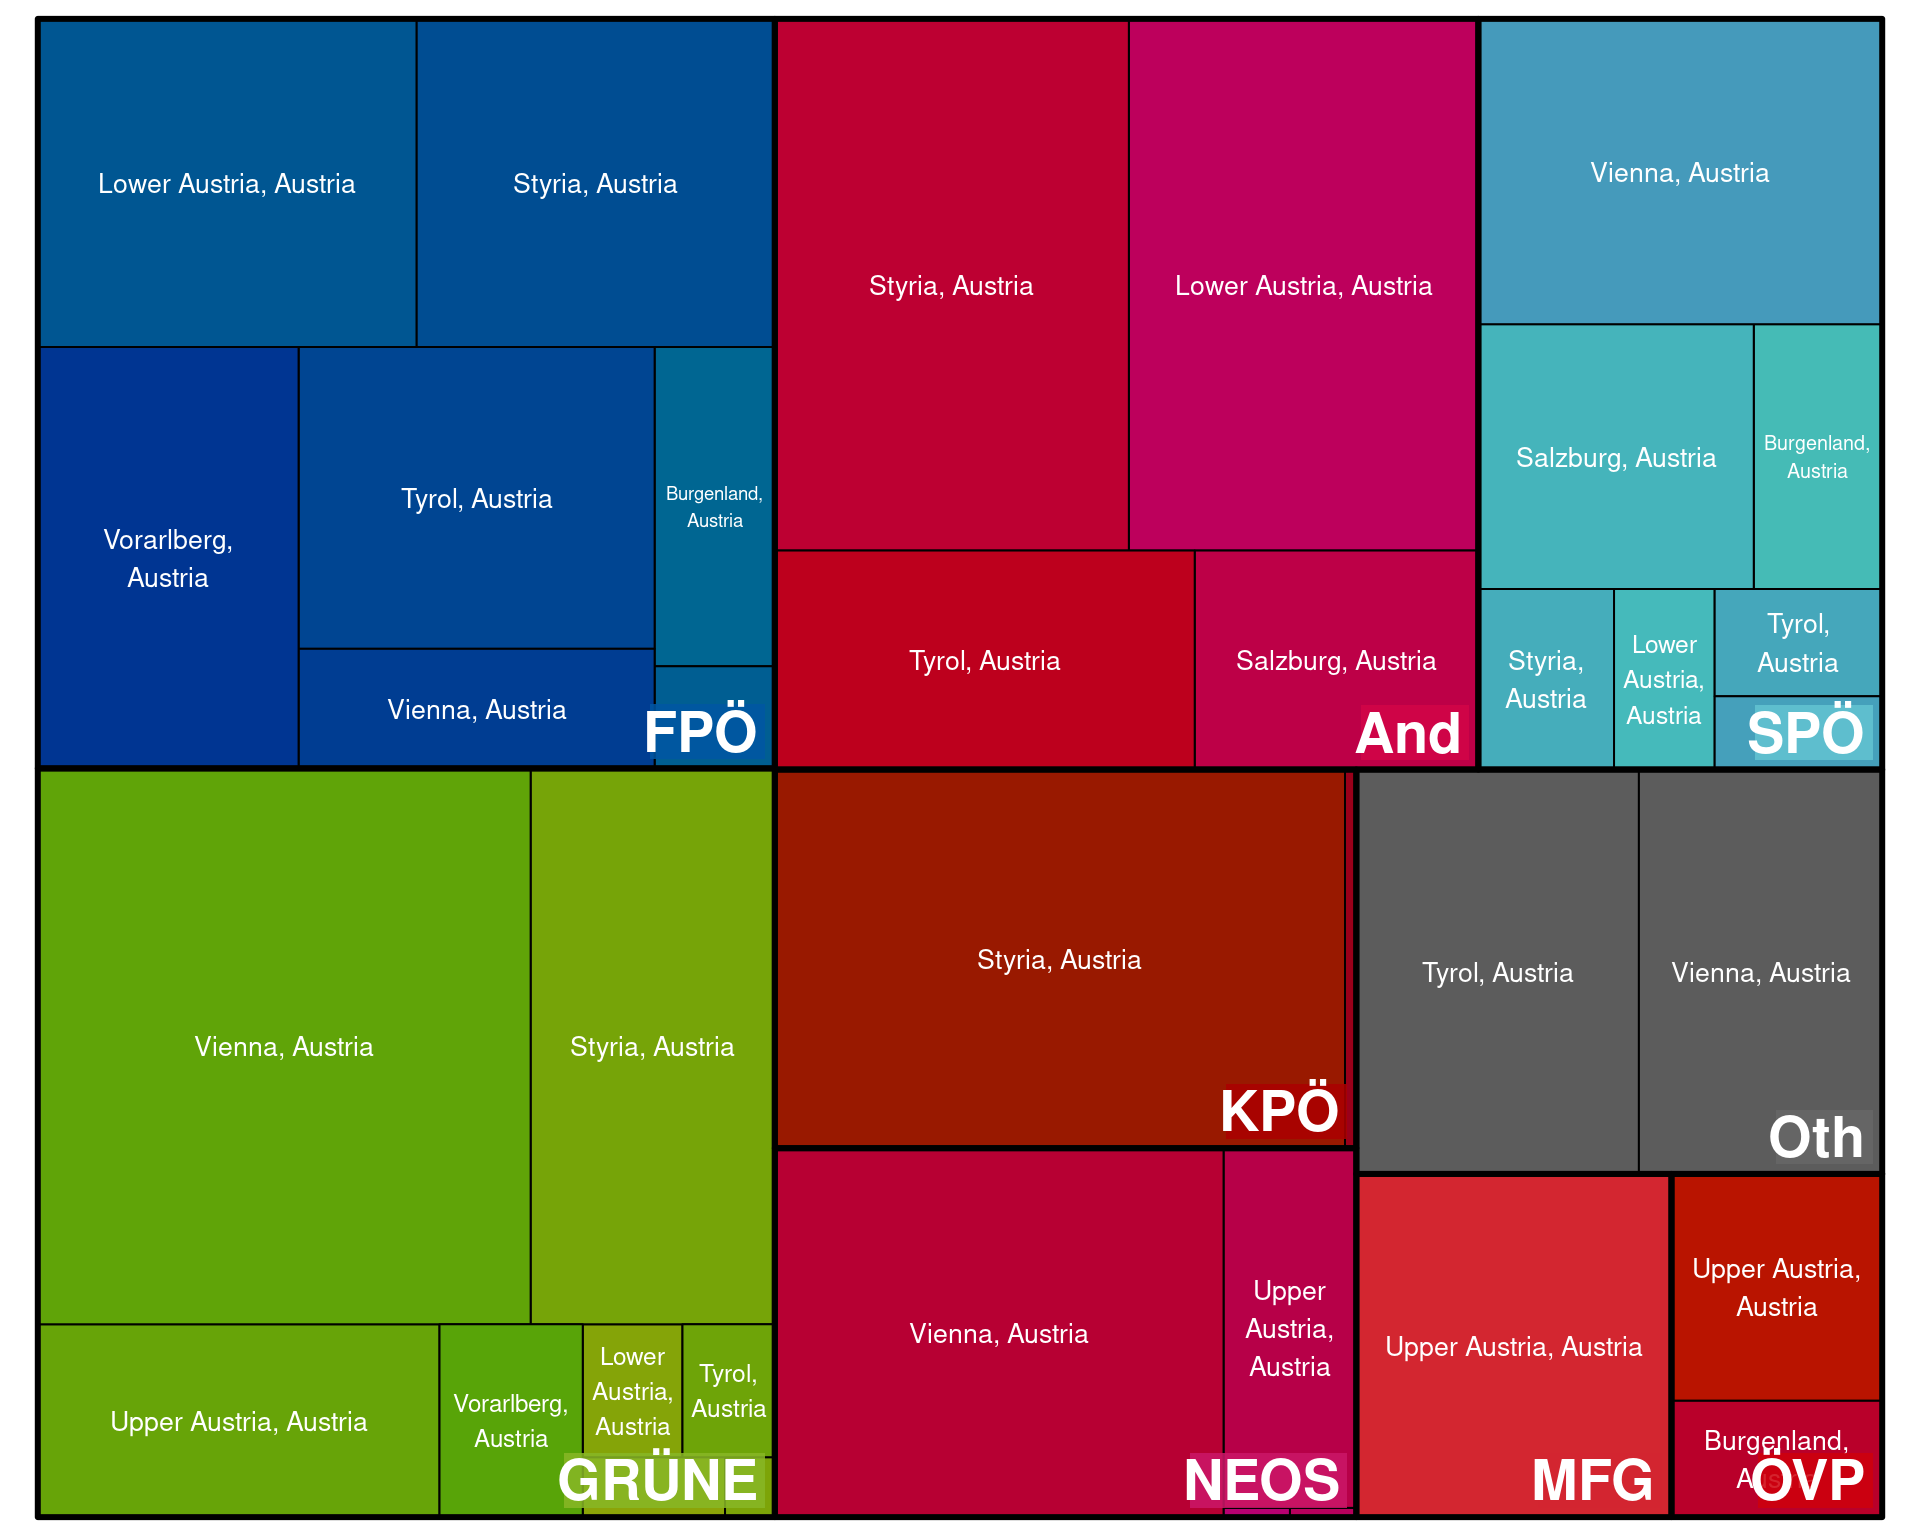 Lower Austria, Austria
Styria, Austria
Vorarlberg,
Austria
Tyrol, Austria
Burgenland,
Austria
Vienna, Austria
FPÖ
Styria, Austria
Lower Austria, Austria
Tyrol, Austria
Salzburg, Austria
And
Vienna, Austria
Salzburg, Austria
Burgenland,
Austria
Styria,
Austria
Lower
Austria,
Austria
Tyrol,
Austria
SPÖ
Vienna, Austria
Styria, Austria
Upper Austria, Austria
Vorarlberg,
Austria
Lower
Austria,
Austria
Tyrol,
Austria
GRÜNE
Styria, Austria
KPÖ
Vienna, Austria
Upper
Austria,
Austria
NEOS
Tyrol, Austria
Vienna, Austria
Oth
Upper Austria, Austria
MFG
Upper Austria,
Austria
Burgenland,
ÖVP